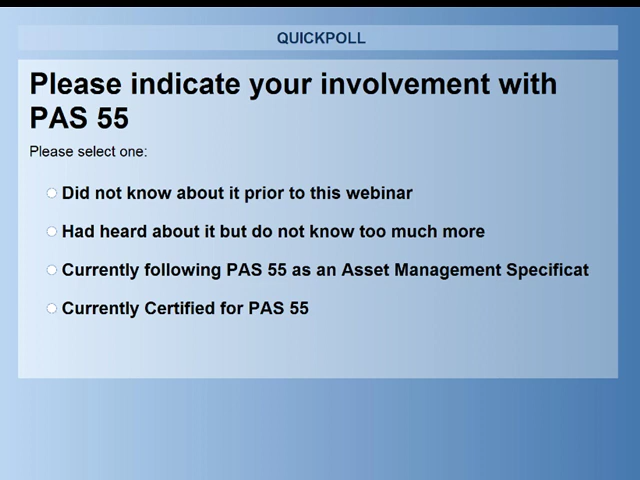 QUICKPOLL
Please indicate your involvement with
PAS 55
Please select one:
Did not know about it prior to this webinar
Had heard about it but do not know too much more
Currently following PAS 55 as an Asset Management Specificat
Currently Certified for PAS 55